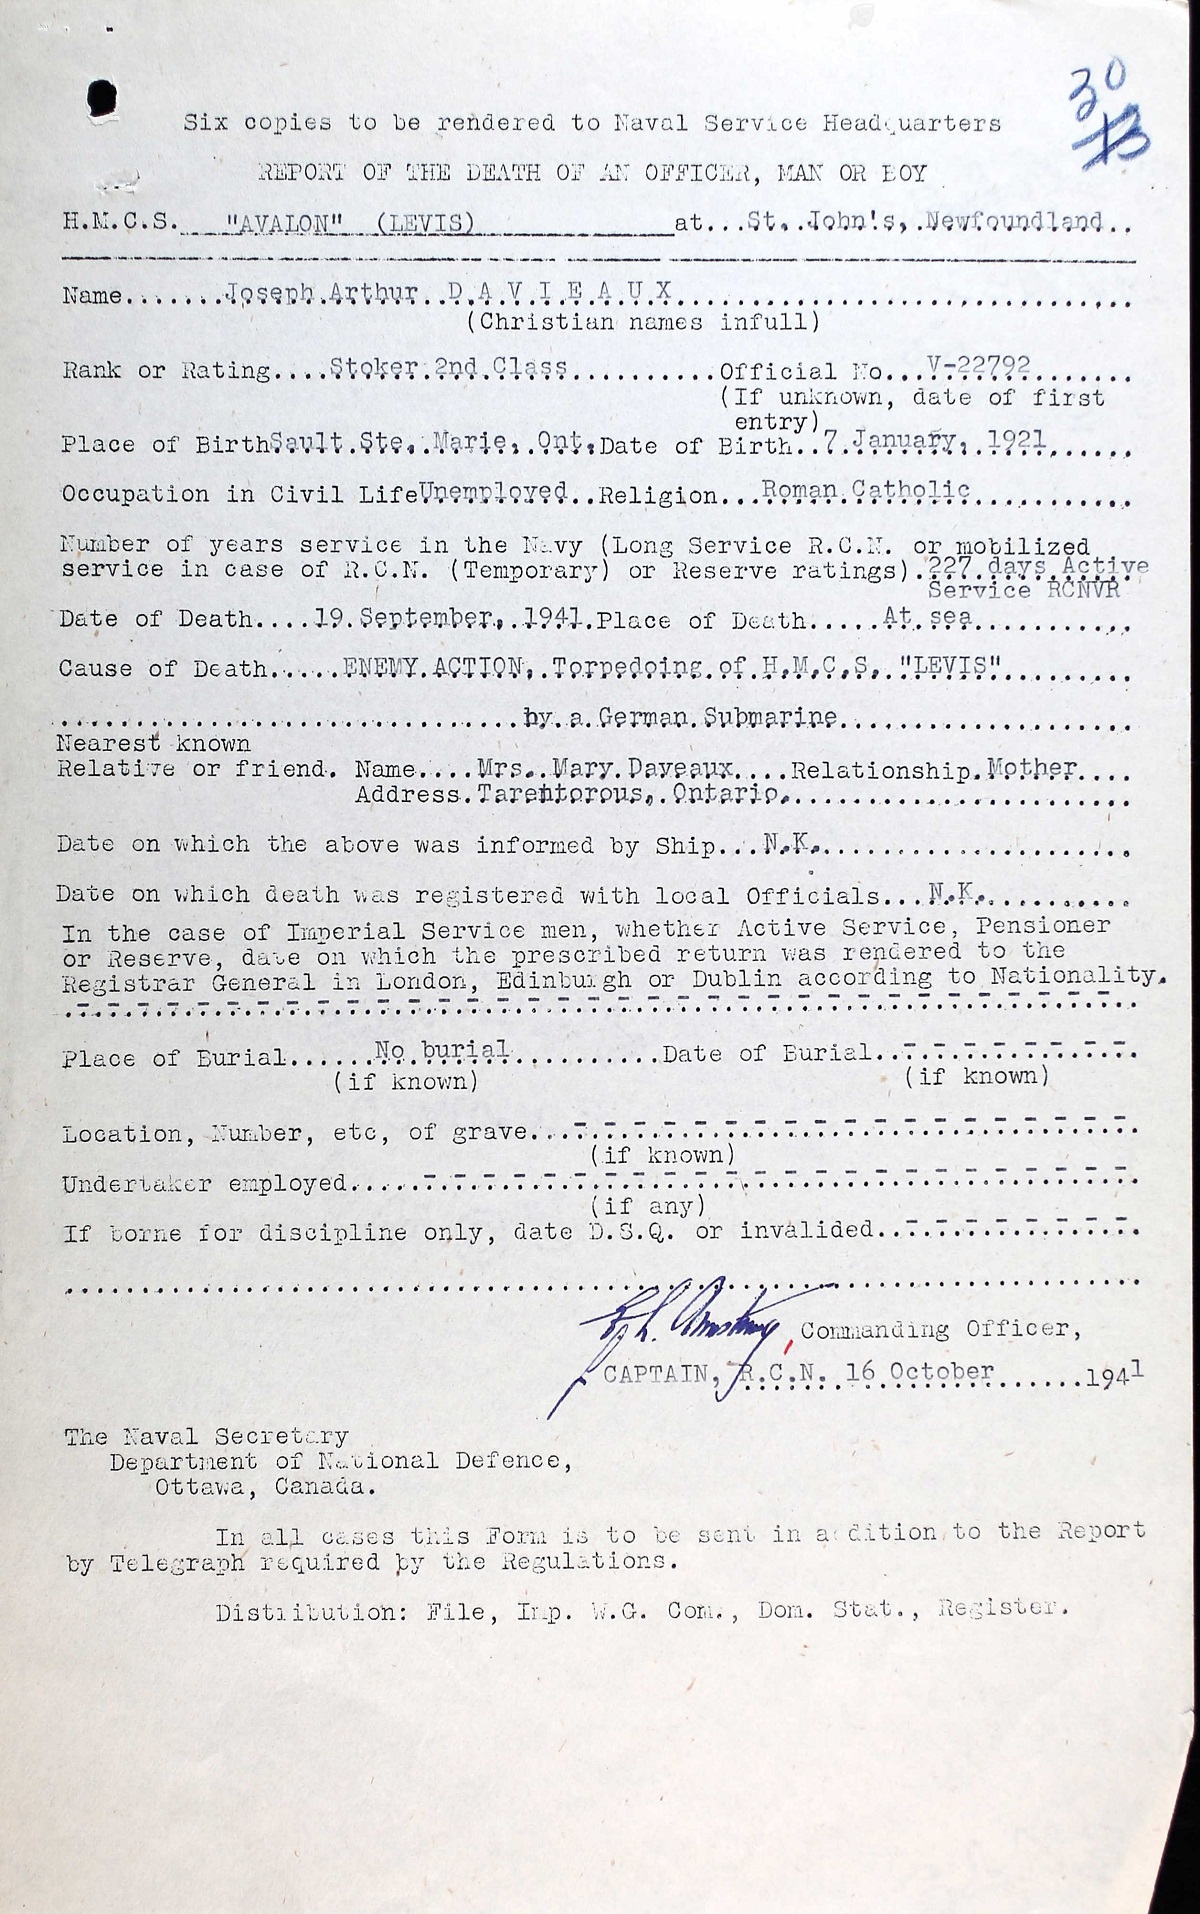 30
13
Six copies to be rendered to Naval Service Headquarters
REPORT OF THE DEATH OF AN OFFICER, MAN OR BOY
H.M.C.S. "AVALON" (LEVIS) at...St. John's, Newfoundland..
Name.......Joseph Arthur D A V I E A U X..............................
(Christian names infull)
Rank or Rating....Stoker 2nd Class..........Official No...V-22792.......
(If unknown, date of first
entry)
Place of Birth Sault Ste. Marie, Ont. Date of Birth..7 January, 1921......
Occupation in Civil Life Unemployed..Religion...Roman Catholic...........
Number of years service in the Navy (Long Service R.C.N. or mobilized
service in case of R.C.N. (Temporary) or Reserve ratings).227 days Active
Service RCNVR
Date of Death....19 September, 1941.Place of Death.....At sea...........
Cause of Death.....ENEMY ACTION, Torpedoing of H.M.C.S. "LEVIS".........
...............................by a German Submarine....................
Nearest known
Relative or friend. Name....Mrs. Mary Daveaux....Relationship.Mother....
Address.Tarentorous, Ontario.......................
Date on which the above was informed by Ship...N.K......................
Date on which death was registered with local Officials...N.K...........
In the case of Imperial Service men, whether Active Service, Pensioner
or Reserve, date on which the prescribed return was rendered to the
Registrar General in London, Edinburgh or Dublin according to Nationality.
.-.-.-.-.-.-.-.-.-.-.-.-.-.-.-.-.-.-.-.-.-.-.-.-.-.-.-.-.-.-.-.-.-.-.-.
Place of Burial......No burial..........Date of Burial..-.-.-.-.-.-.-.-.
(if known) (if known)
Location, Number, etc, of grave...-.-.-.-.-.-.-.-.-.-.-.-.-.-.-.-.-.-.-.
(if known)
Undertaker employed.....-.-.-.-.-.-.-.-.-.-.-.-.-.-.-.-.-.-.-.-.-.-.-.-.
(if any)
If borne for discipline only, date D.S.Q. or invalided..-.-.-.-.-.-.-.-.
........................................................................
Armstrong, Commanding Officer,
CAPTAIN, R.C.N. 16 October......1941
The Naval Secretary
Department of National Defence,
Ottawa, Canada.
In all cases this Form is to be sent in addition to the Report
by Telegraph required by the Regulations.
Distribution: File, Imp. W.G. Com., Dom. Stat., Register.